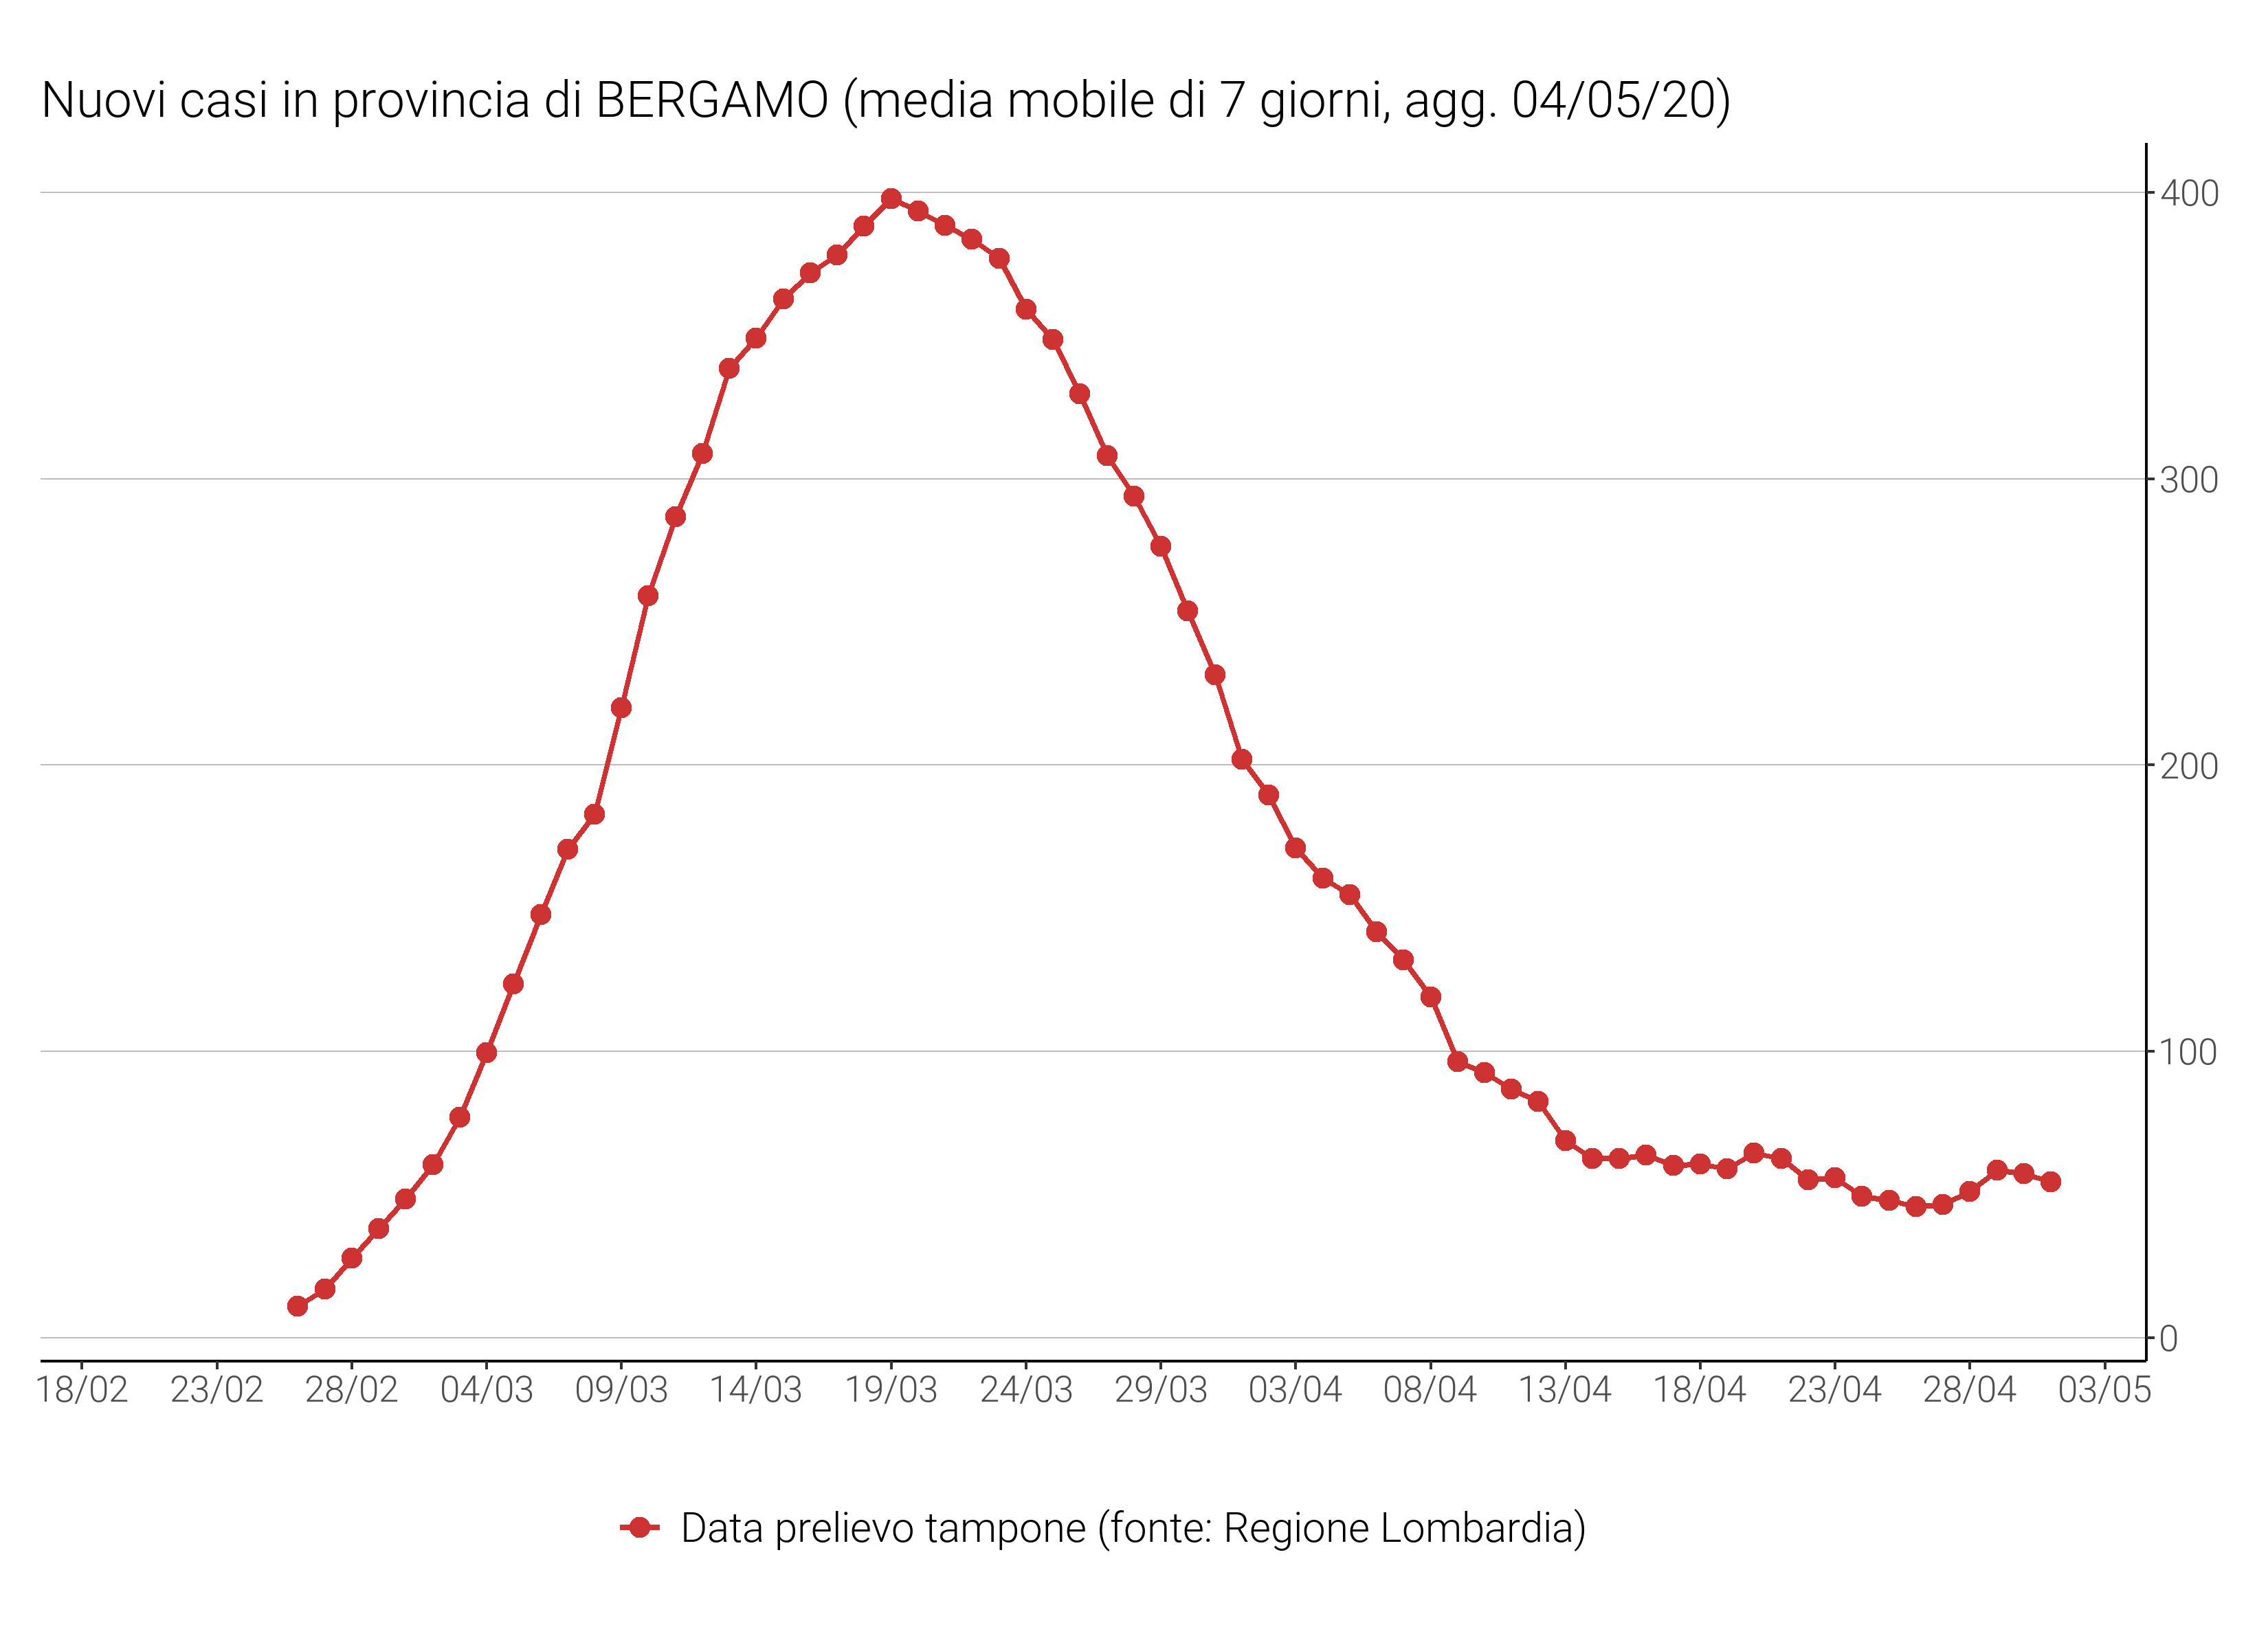 Nuovi casi in provincia di BERGAMO (media mobile di 7 giorni, agg. 04/05/20)
400
300
200
100
0
18/02 23/02 28/02 04/03 09/03 14/03 19/03 24/03 29/03 03/04 08/04 13/04 18/04 23/04 28/04 03/05
Data prelievo tampone (fonte: Regione Lombardia)